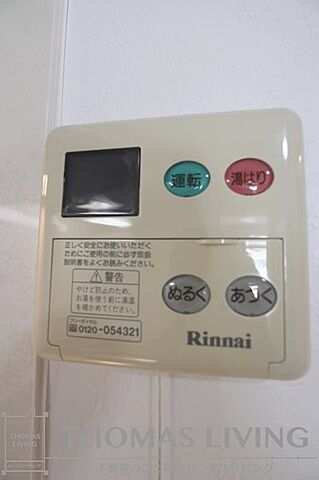 運転
湯はり
正しく安全にお使いいただく
ためにご使用の前に必ず取扱
説明書をよくお読みください。
警告
やけど防止のため、
お湯を使う前に湯温
を確かめてください。
フリーダイヤル
0120-054321
ぬるく
あつく
Rinnai
THOMAS LIVING
THOMAS LIVING